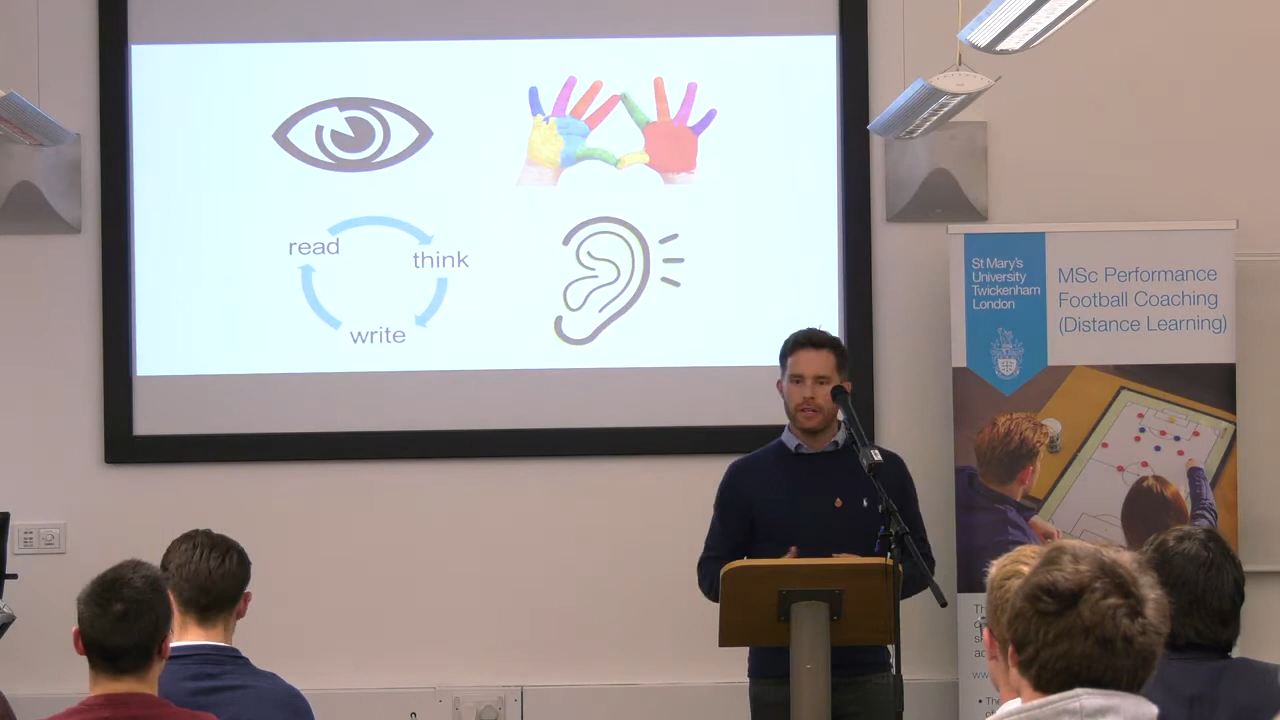 read
think
write
St Mary's
University
Twickenham
London
MSc Performance
Football Coaching
(Distance Learning)